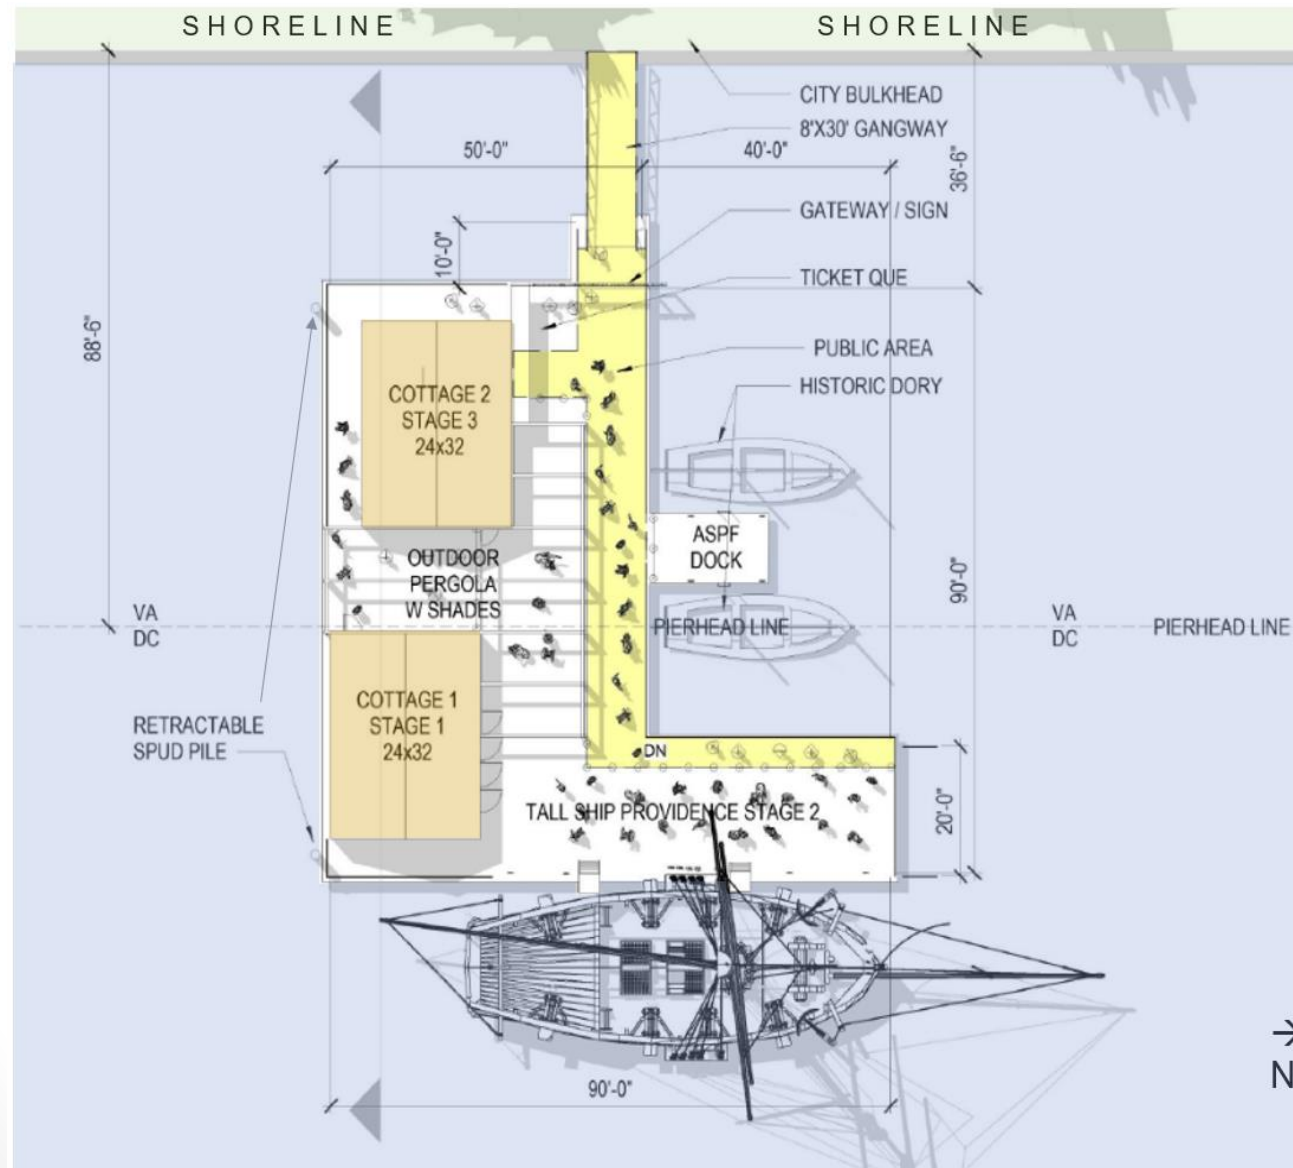 SHORELINE
SHORELINE
CITY BULKHEAD
8'X30' GANGWAY
50'-0"
40'-0"
36'-6"
GATEWAY / SIGN
10'-0"
TICKET QUE
88'-6"
PUBLIC AREA
HISTORIC DORY
COTTAGE 2
STAGE 3
24x32
ASPF
DOCK
OUTDOOR
PERGOLA
W SHADES
90'-0"
VA
DC
PIERHEAD LINE
VA
DC
PIERHEAD LINE
COTTAGE 1
STAGE 1
24x32
RETRACTABLE
SPUD PILE
DN
TALL SHIP PROVIDENCE STAGE 2
20'-0"
→
N
90'-0"